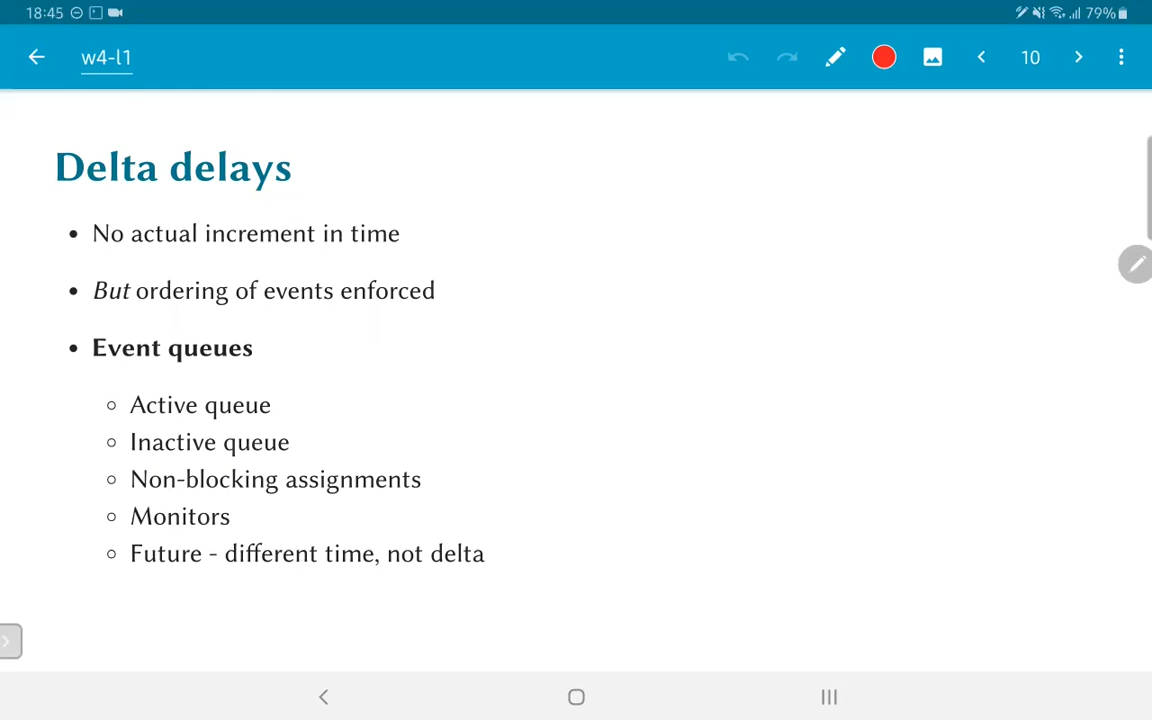 18:45
79%
w4-l1
10
Delta delays
• No actual increment in time
• But ordering of events enforced
• Event queues
◦ Active queue
◦ Inactive queue
◦ Non-blocking assignments
◦ Monitors
◦ Future - different time, not delta